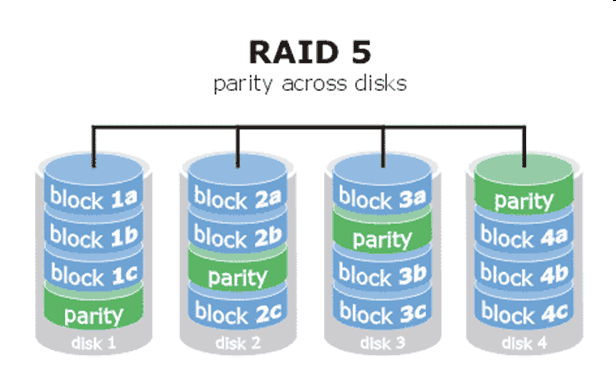 RAID 5
parity across disks
block 1a
block 1b
block 1c
parity
disk 1
block 2a
block 2b
parity
block 2c
disk 2
block 3a
parity
block 3b
block 3c
disk 3
parity
block 4a
block 4b
block 4c
disk 4